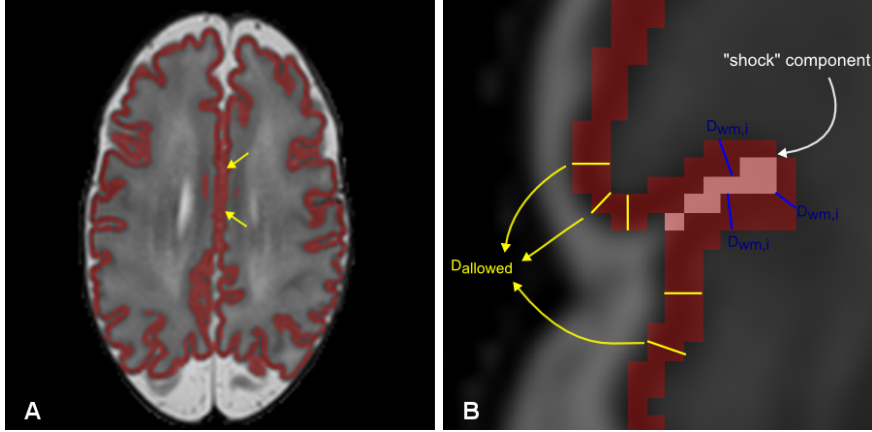 A
"shock" component
Dwm,i
Dwm,i
Dwm,i
Dallowed
B